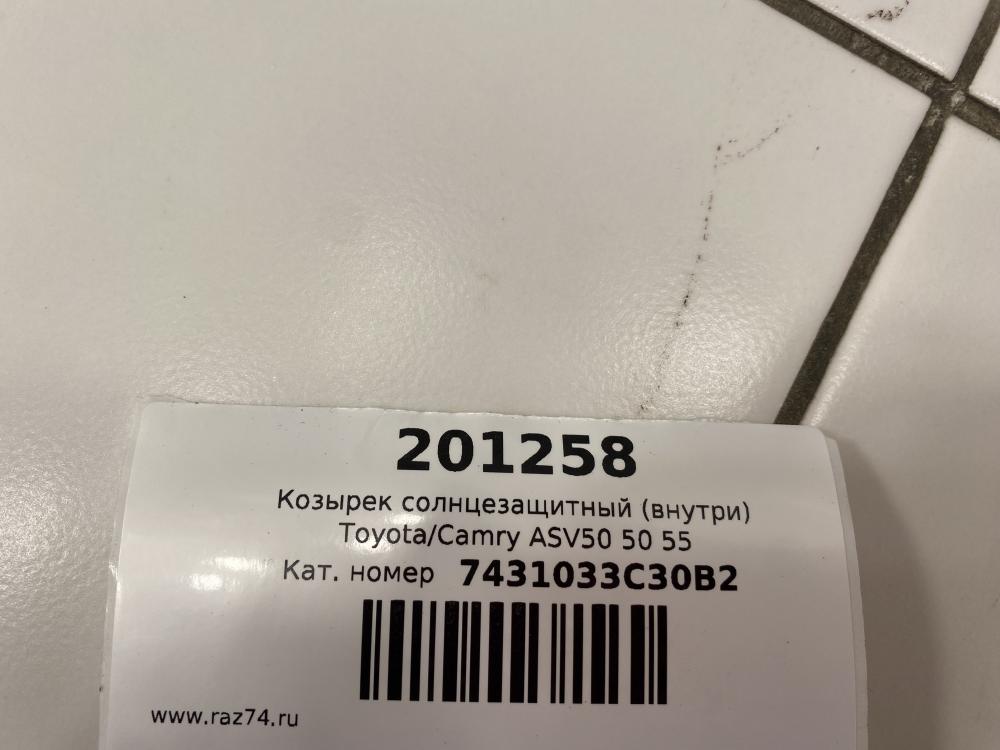 201258
Козырек солнцезащитный (внутри)
Toyota/Camry ASV50 50 55
Кат. номер 7431033C30B2
www.raz74.ru